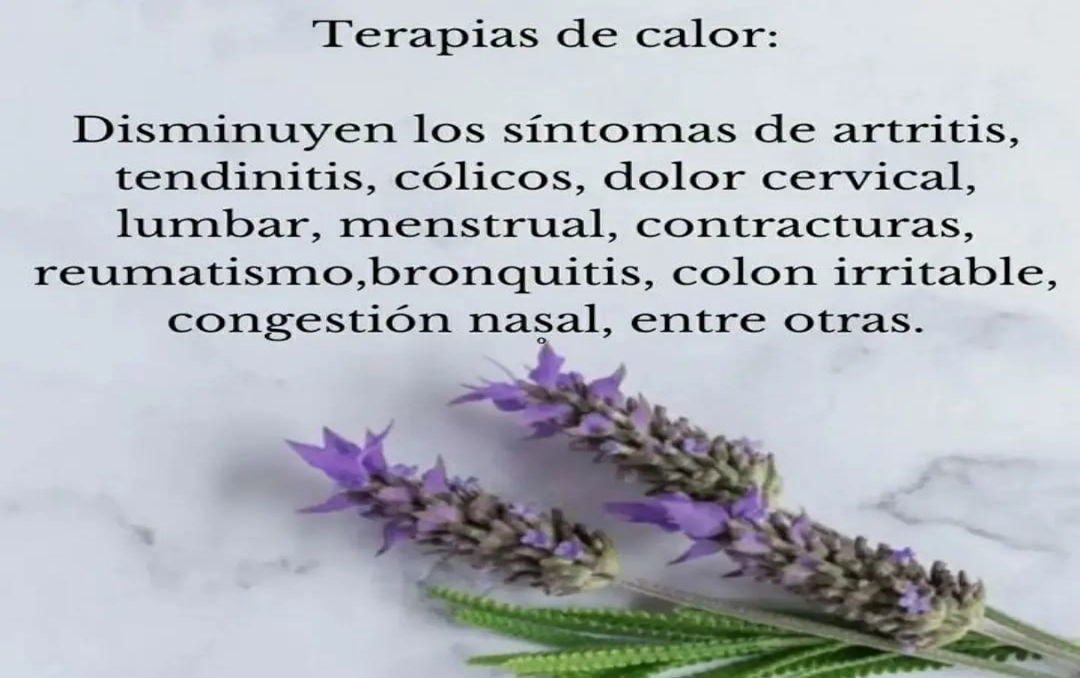 Terapias de calor:
Disminuyen los síntomas de artritis,
tendinitis, cólicos, dolor cervical,
lumbar, menstrual, contracturas,
reumatismo,bronquitis, colon irritable,
congestión nasal, entre otras.